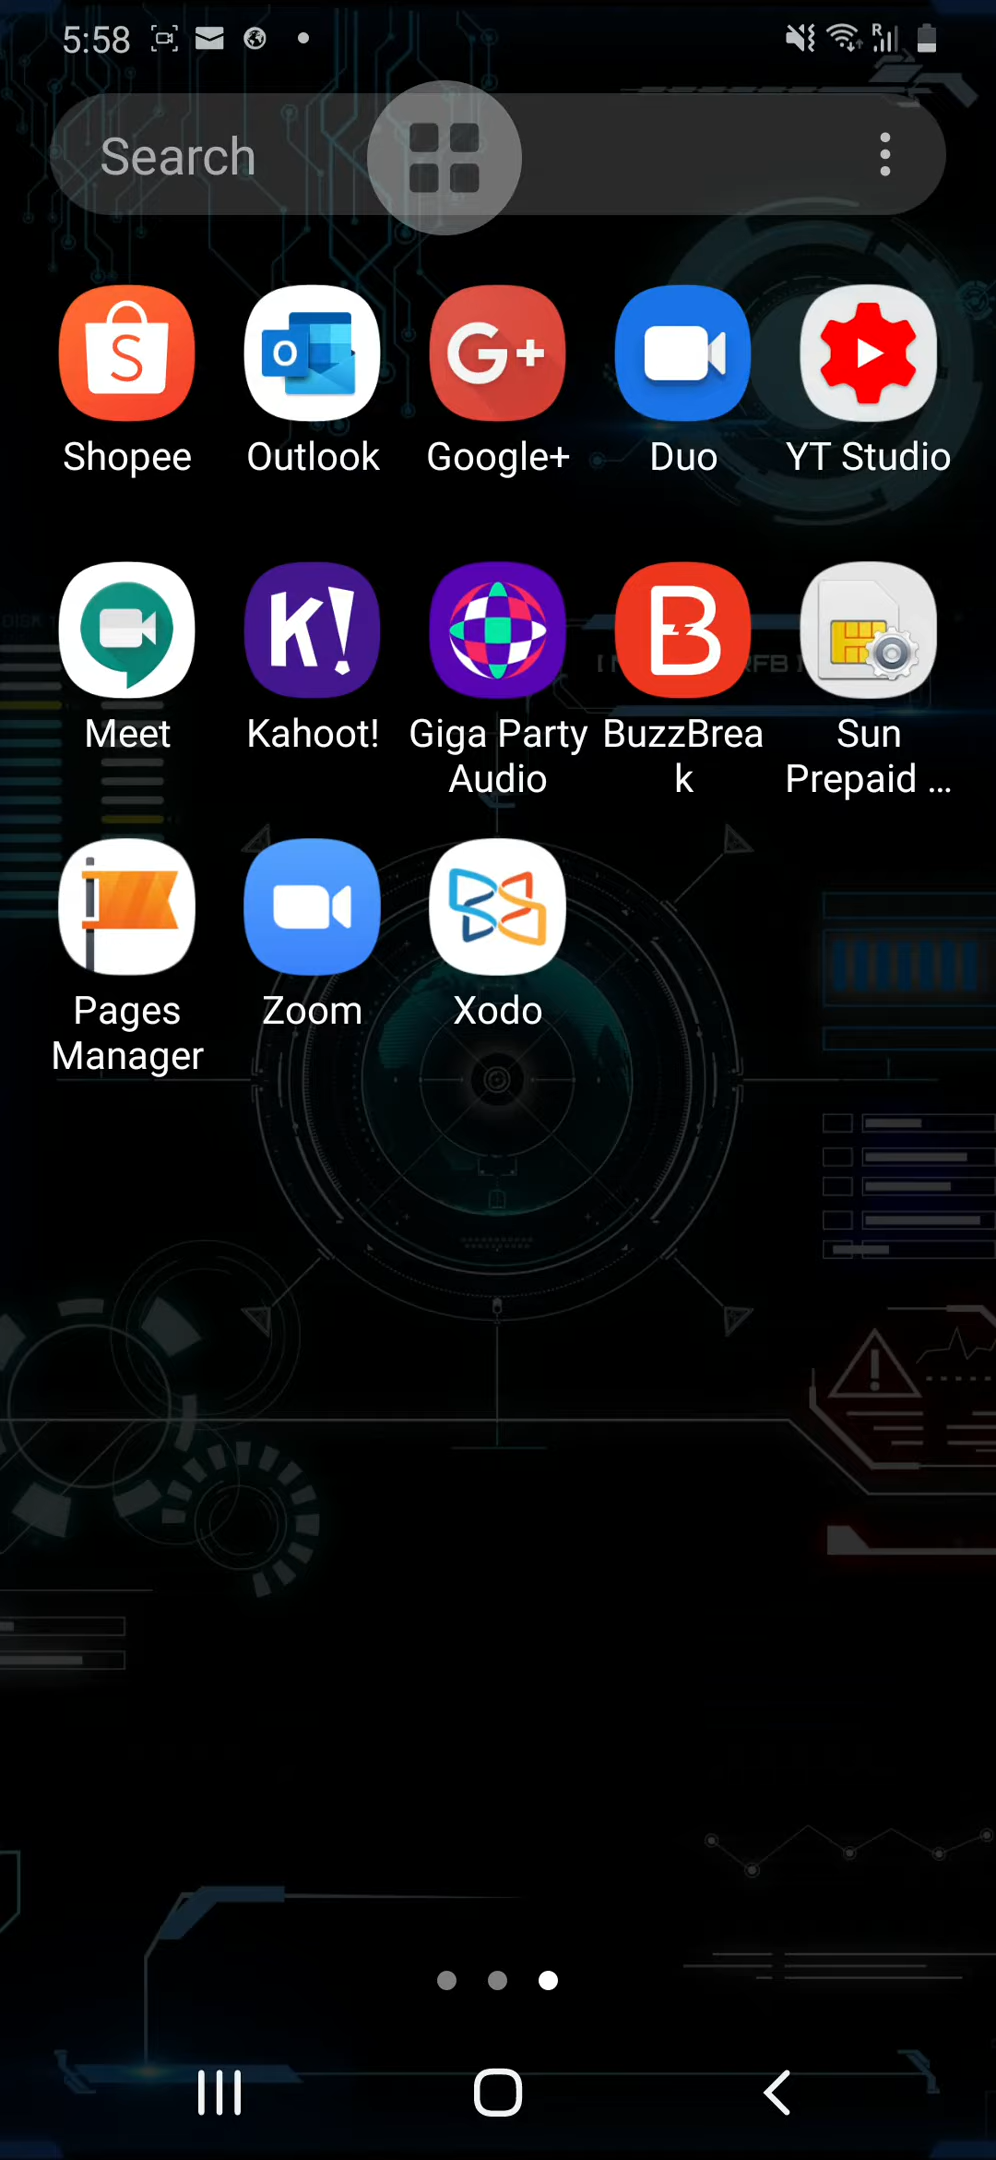 5:58
R
Search
Shopee
Outlook
Google+
Duo
YT Studio
Meet
Kahoot!
Giga Party
Audio
BuzzBrea
k
Sun
Prepaid ...
Pages
Manager
Zoom
Xodo